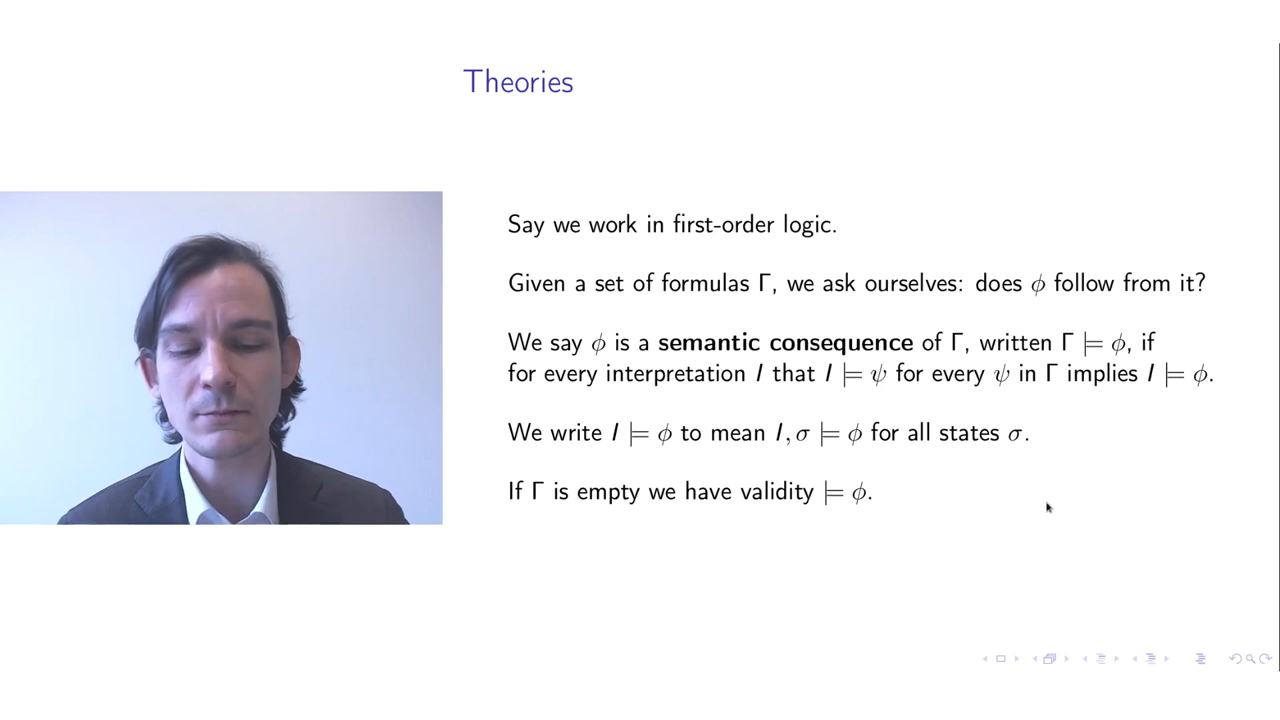 Theories
Say we work in first-order logic.
Given a set of formulas Γ, we ask ourselves: does ϕ follow from it?
We say ϕ is a semantic consequence of Γ, written Γ ⊨ ϕ, if
for every interpretation I that I ⊨ ψ for every ψ in Γ implies I ⊨ ϕ.
We write I ⊨ ϕ to mean I, σ ⊨ ϕ for all states σ.
If Γ is empty we have validity ⊨ ϕ.